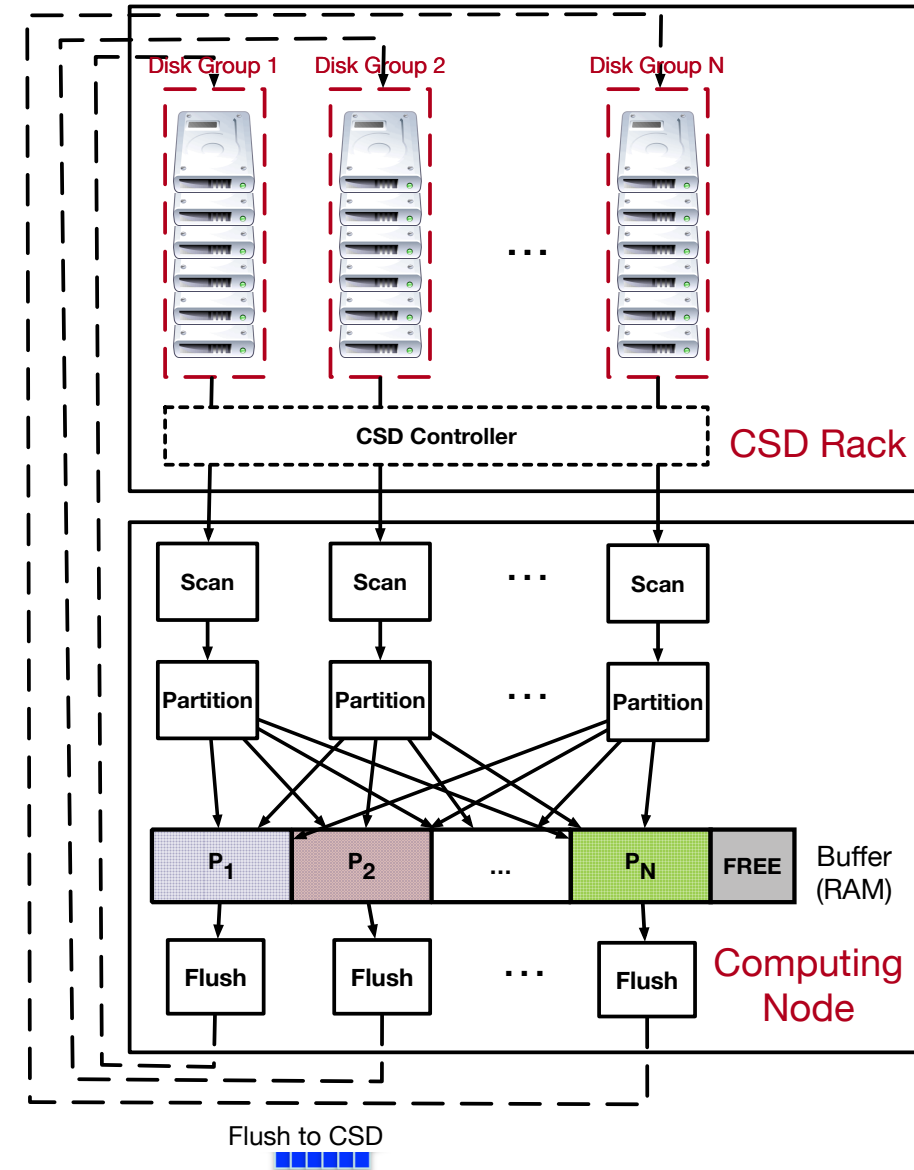 Disk Group 1 Disk Group 2 Disk Group N
...
CSD Controller
CSD Rack
Scan Scan ... Scan
Partition Partition ... Partition
P1 P2 ... PN FREE
Buffer
(RAM)
Flush Flush ... Flush
Computing
Node
Flush to CSD